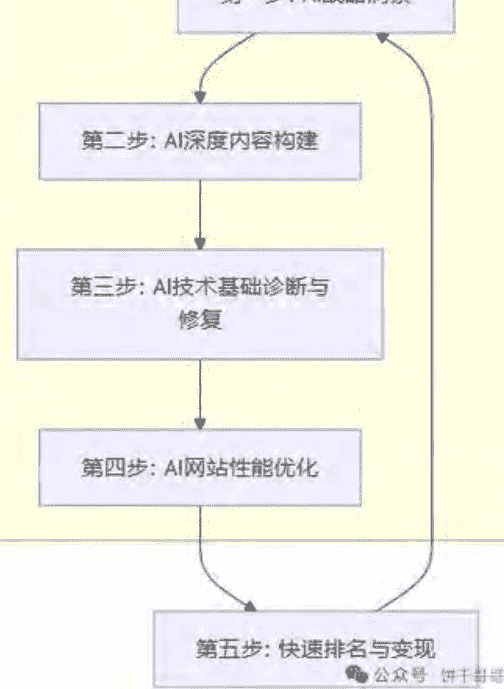 第二步: AI深度内容构建
第三步: AI技术基础诊断与
修复
第四步: AI网站性能优化
第五步: 快速排名与变现
公众号